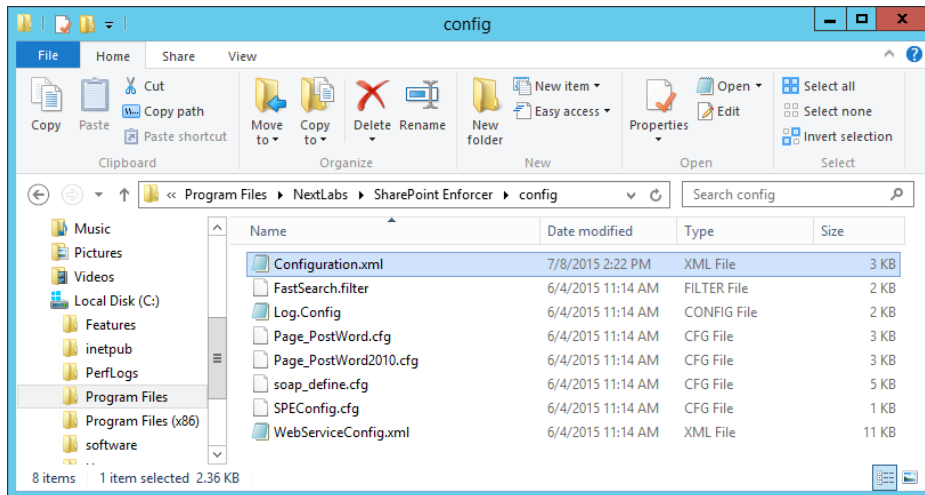 config
File Home Share View
Copy
Paste
Cut
Copy path
Paste shortcut
Move to
Copy to
Delete
Rename
New folder
New item
Easy access
Properties
Open
Edit
Select all
Select none
Invert selection
Clipboard Organize New Open Select
« Program Files NextLabs SharePoint Enforcer config
Search config
Music
Pictures
Videos
Local Disk (C:)
Features
inetpub
PerfLogs
Program Files
Program Files (x86)
software
Name Date modified Type Size
Configuration.xml 7/8/2015 2:22 PM XML File 3 KB
FastSearch.filter 6/4/2015 11:14 AM FILTER File 2 KB
Log.Config 6/4/2015 11:14 AM CONFIG File 2 KB
Page_PostWord.cfg 6/4/2015 11:14 AM CFG File 3 KB
Page_PostWord2010.cfg 6/4/2015 11:14 AM CFG File 3 KB
soap_define.cfg 6/4/2015 11:14 AM CFG File 5 KB
SPEConfig.cfg 6/4/2015 11:14 AM CFG File 1 KB
WebServiceConfig.xml 6/4/2015 11:14 AM XML File 11 KB
8 items 1 item selected 2.36 KB